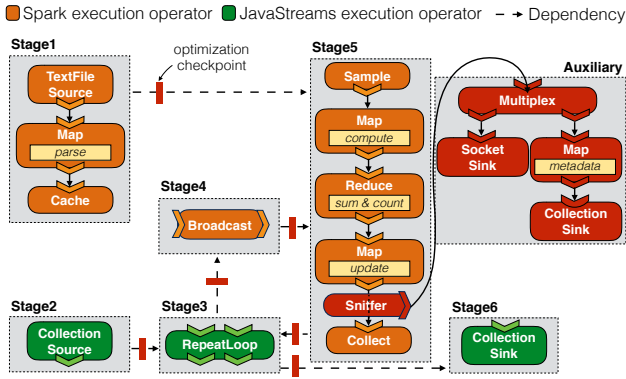 Spark execution operator
JavaStreams execution operator
Dependency
Stage1
optimization
checkpoint
Stage5
Auxiliary
TextFile
Source
Map
parse
Cache
Sample
Map
compute
Reduce
sum & count
Map
update
Sniffer
Collect
Multiplex
Socket
Sink
Map
metadata
Collection
Sink
Stage4
Broadcast
Stage2
Collection
Source
Stage3
RepeatLoop
Stage6
Collection
Sink